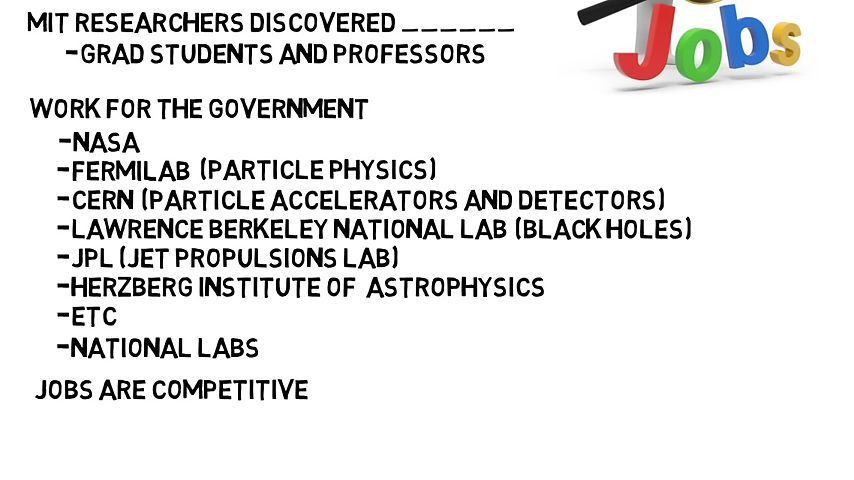 MIT RESEARCHERS DISCOVERED ______
-GRAD STUDENTS AND PROFESSORS
Jobs
WORK FOR THE GOVERNMENT
-NASA
-FERMILAB (PARTICLE PHYSICS)
-CERN (PARTICLE ACCELERATORS AND DETECTORS)
-LAWRENCE BERKELEY NATIONAL LAB (BLACK HOLES)
-JPL (JET PROPULSIONS LAB)
-HERZBERG INSTITUTE OF ASTROPHYSICS
-ETC
-NATIONAL LABS
JOBS ARE COMPETITIVE